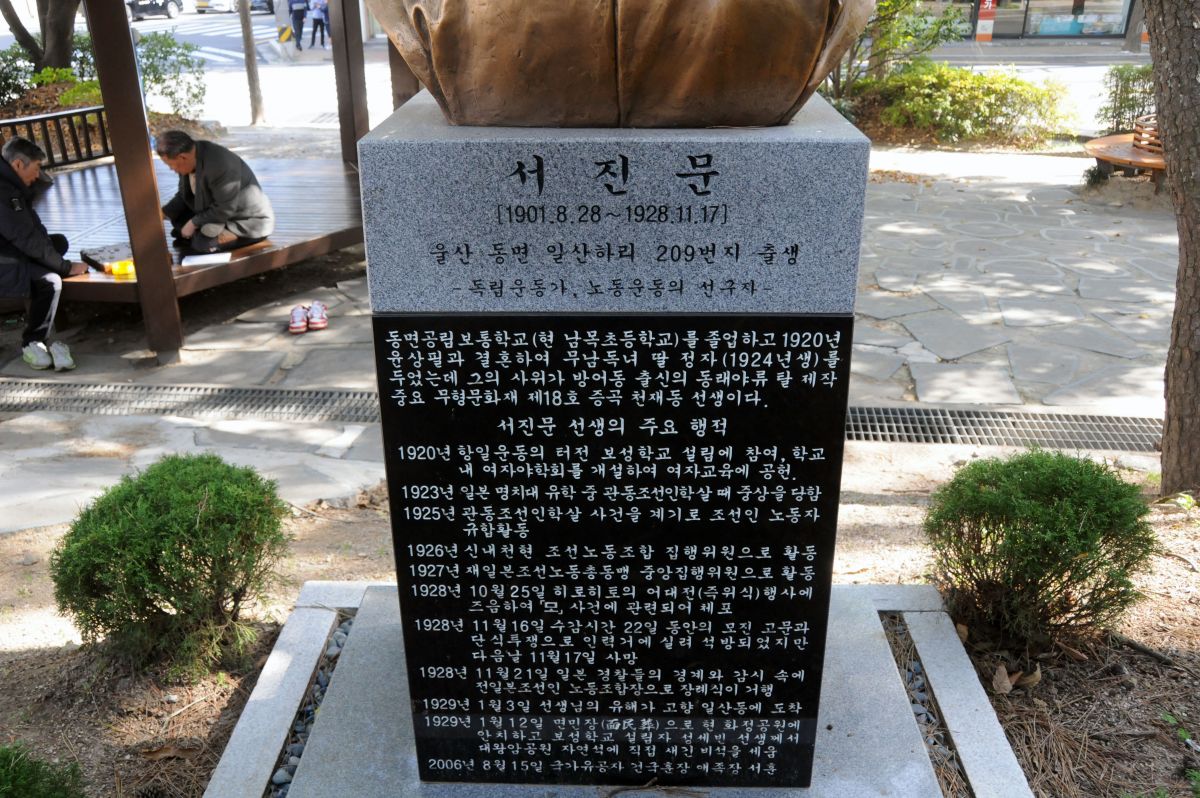 서진문
[1901.8.28~1928.11.17]
울산 동면 일산하리 209번지 출생
- 독립운동가, 노동운동의 선구자 -
동면공립보통학교(현 남목초등학교)를 졸업하고 1920년
윤상필과 결혼하여 무남독녀 딸 정자(1924년생)를
두었는데 그의 사위가 방어동 출신의 동래야류 탈 제작
중요 무형문화재 제18호 증곡 천재동 선생이다.
서진문 선생의 주요 행적
1920년 항일운동의 터전 보성학교 설립에 참여, 학교
내 여자야학회를 개설하여 여자교육에 공헌.
1923년 일본 명치대 유학 중 관동조선인학살 때 중상을 당함
1925년 관동조선인학살 사건을 계기로 조선인 노동자
규합활동
1926년 신내천현 조선노동조합 집행위원으로 활동
1927년 재일본조선노동총동맹 중앙집행위원으로 활동
1928년 10월 25일 히로히토의 어대전(즉위식)행사에
즈음하여 「모」사건에 관련되어 체포
1928년 11월 16일 수감시간 22일 동안의 모진 고문과
단식투쟁으로 인력거에 실려 석방되었지만
다음날 11월17일 사망
1928년 11월 21일 일본 경찰들의 경계와 감시 속에
전일본조선인 노동조합장으로 장례식이 거행
1929년 1월 3일 선생님의 유해가 고향 일산동에 도착
1929년 1월 12일 면민장(面民葬)으로 현 화정공원에
안치하고 보성학교 설립자 성세빈 선생께서
대왕암공원 자연석에 직접 새긴 비석을 세움
2006년 8월 15일 국가유공자 건국훈장 애족장 서훈